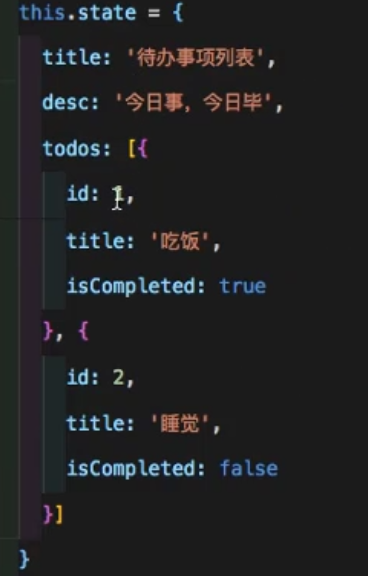 this.state = {
title: '待办事项列表',
desc: '今日事，今日毕',
todos: [{
id: 1,
title: '吃饭',
isCompleted: true
}, {
id: 2,
title: '睡觉',
isCompleted: false
}]
}